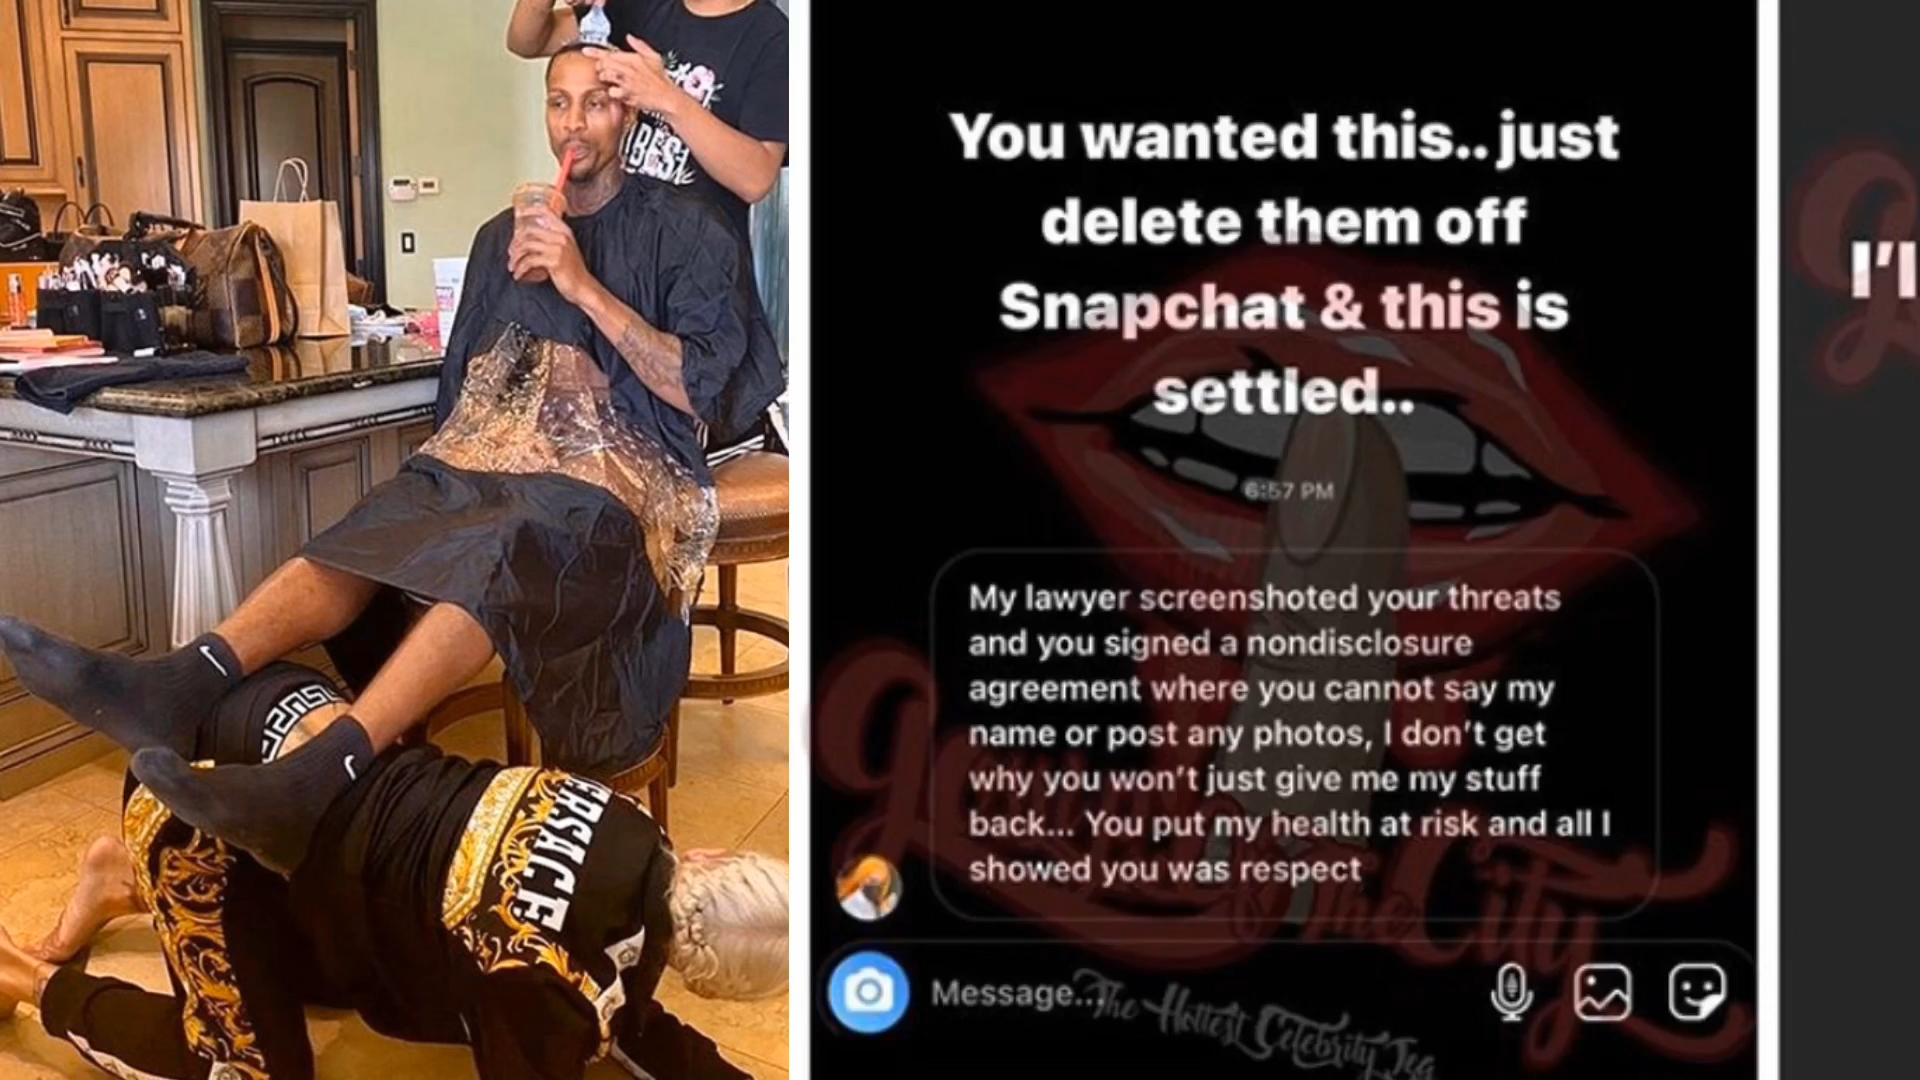 BEST
VERSACE
You wanted this.. just
delete them off
Snapchat & this is
settled..
6:57 PM
My lawyer screenshoted your threats
and you signed a nondisclosure
agreement where you cannot say my
name or post any photos, I don't get
why you won't just give me my stuff
back... You put my health at risk and all I
showed you was respect
Message...
The City
The Hottest Celebrity Tea
I'l